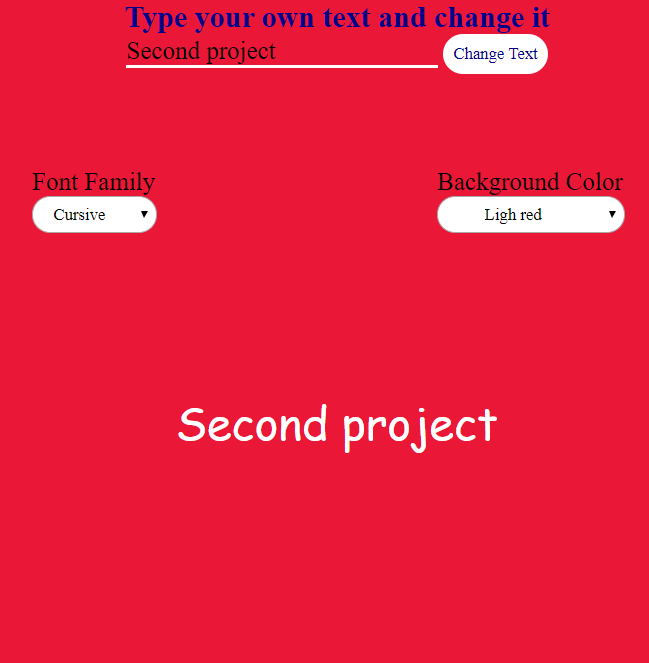 Type your own text and change it
Second project
Change Text
Font Family
Background Color
Cursive
Ligh red
Second project